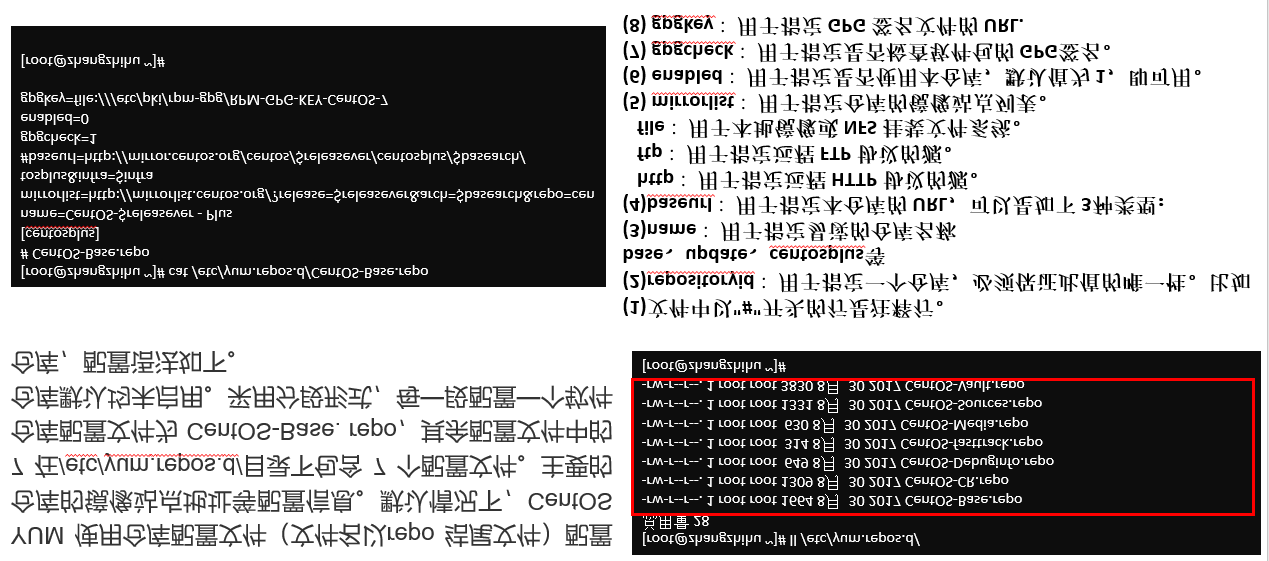 YUM 使用仓库配置文件（文件名以repo 结尾文件）配置
仓库的镜像站点地址等配置信息。默认情况下，CentOS
7 在/etc/yum.repos.d/目录下包含 7 个配置文件。主要的
仓库配置文件为 CentOS-Base. repo，其余配置文件中的
仓库默认均未启用。采用分段形式，每一段配置一个软件
仓库，配置语法如下。
[root@zhangzhihu ~]# ll /etc/yum.repos.d/
总用量 28
-rw-r--r--. 1 root root 1664 8月 30 2017 CentOS-Base.repo
-rw-r--r--. 1 root root 1309 8月 30 2017 CentOS-CR.repo
-rw-r--r--. 1 root root 649 8月 30 2017 CentOS-Debuginfo.repo
-rw-r--r--. 1 root root 314 8月 30 2017 CentOS-fasttrack.repo
-rw-r--r--. 1 root root 630 8月 30 2017 CentOS-Media.repo
-rw-r--r--. 1 root root 1331 8月 30 2017 CentOS-Sources.repo
-rw-r--r--. 1 root root 3830 8月 30 2017 CentOS-Vault.repo
[root@zhangzhihu ~]#
[root@zhangzhihu ~]# cat /etc/yum.repos.d/CentOS-Base.repo
# CentOS-Base.repo
[centosplus]
name=CentOS-$releasever - Plus
mirrorlist=http://mirrorlist.centos.org/?release=$releasever&arch=$basearch&repo=cen
tosplus&infra=$infra
#baseurl=http://mirror.centos.org/centos/$releasever/centosplus/$basearch/
gpgcheck=1
enabled=0
gpgkey=file:///etc/pki/rpm-gpg/RPM-GPG-KEY-CentOS-7
[root@zhangzhihu ~]#
(1)文件中以"#"开头的行是注释行。
(2)repositoryid：用于指定一个仓库，必须保证此值的唯一性。比如
base、update、centosplus等
(3)name：用于指定易读的仓库名称
(4)baseurl：用于指定本仓库的 URL，可以是如下 3种类型:
http：用于指定远程 HTTP 协议的源。
ftp：用于指定远程 FTP 协议的源。
file：用于本地镜像或 NFS 挂装文件系统。
(5) mirrorlist：用于指定仓库的镜像站点列表。
(6) enabled：用于指定是否使用本仓库，默认值为 1，即可用。
(7) gpgcheck：用于指定是否检查软件包的 GPG签名。
(8) gpgkey：用于指定 GPG 签名文件的 URL.